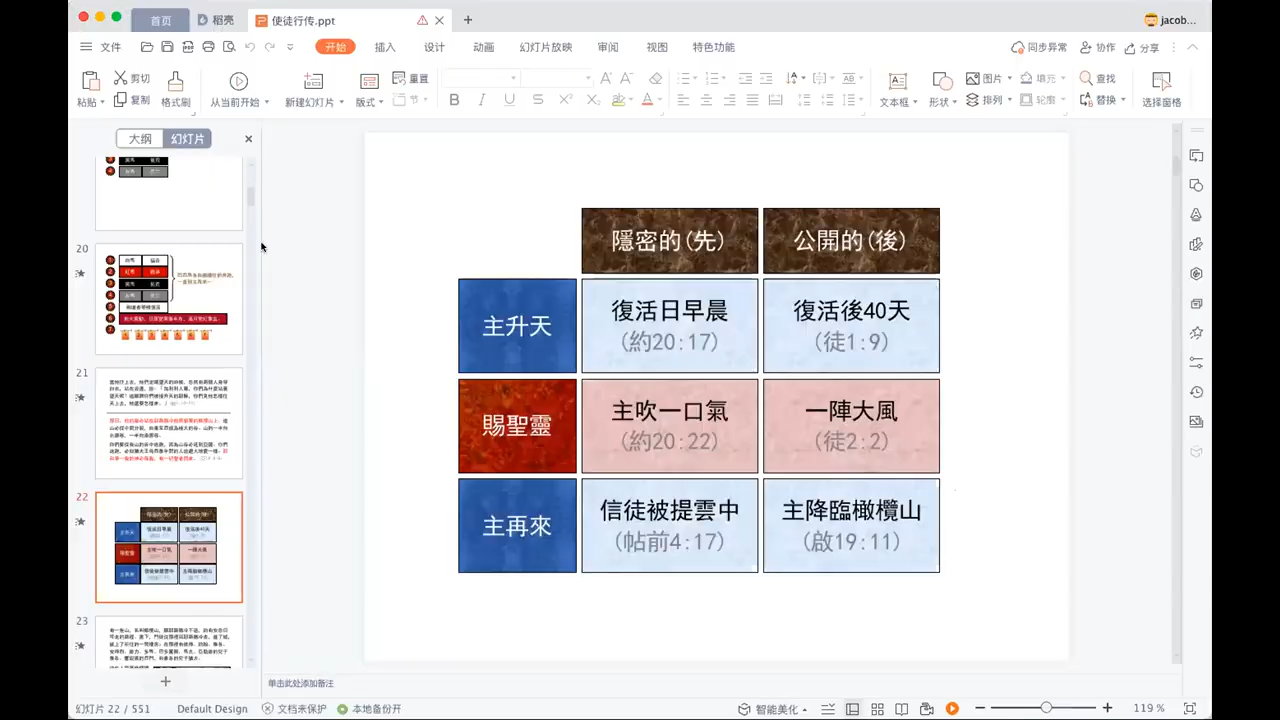 首页
稻壳
使徒行传.ppt
jacob...
文件
开始
插入
设计
动画
幻灯片放映
审阅
视图
特色功能
同步异常
协作
分享
粘贴
剪切
复制
格式刷
从当前开始
新建幻灯片
版式
重置
节
文本框
形状
图片
排列
填充
轮廓
查找
替换
选择窗格
大纲
幻灯片
20
21
22
23
隱密的(先)
公開的(後)
主升天
復活日早晨
(約20:17)
復活後40天
(徒1:9)
賜聖靈
主吹一口氣
(約20:22)
一陣大風
(徒2:2)
主再來
信徒被提雲中
(帖前4:17)
主降臨橄欖山
(啟19:11)
单击此处添加备注
幻灯片 22 / 551
Default Design
文档未保护
本地备份开
智能美化
119 %